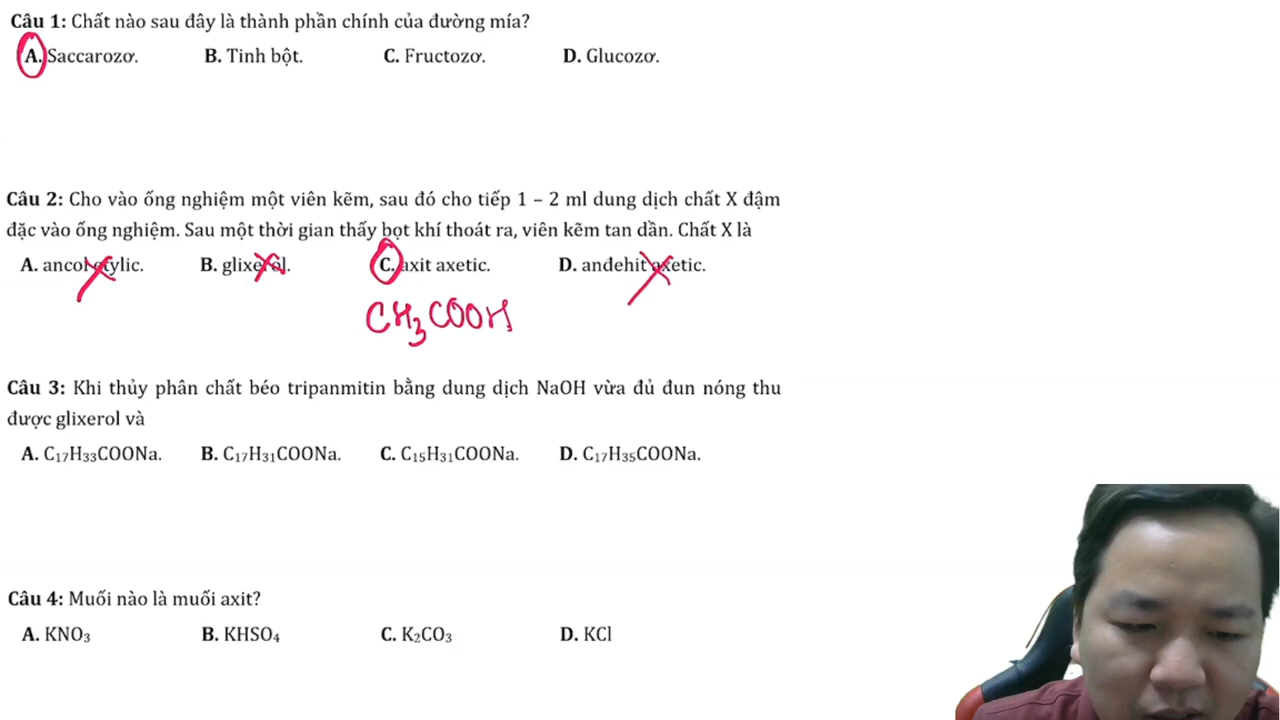 Câu 1: Chất nào sau đây là thành phần chính của đường mía?
A. Saccarozơ. B. Tinh bột. C. Fructozơ. D. Glucozơ.
Câu 2: Cho vào ống nghiệm một viên kẽm, sau đó cho tiếp 1 – 2 ml dung dịch chất X đậm
đặc vào ống nghiệm. Sau một thời gian thấy bọt khí thoát ra, viên kẽm tan dần. Chất X là
A. ancol etylic. B. glixerol. C. axit axetic. D. andehit axetic.
CH₃COOH
Câu 3: Khi thủy phân chất béo tripanmitin bằng dung dịch NaOH vừa đủ đun nóng thu
được glixerol và
A. C₁₇H₃₃COONa. B. C₁₇H₃₁COONa. C. C₁₅H₃₁COONa. D. C₁₇H₃₅COONa.
Câu 4: Muối nào là muối axit?
A. KNO₃ B. KHSO₄ C. K₂CO₃ D. KCl